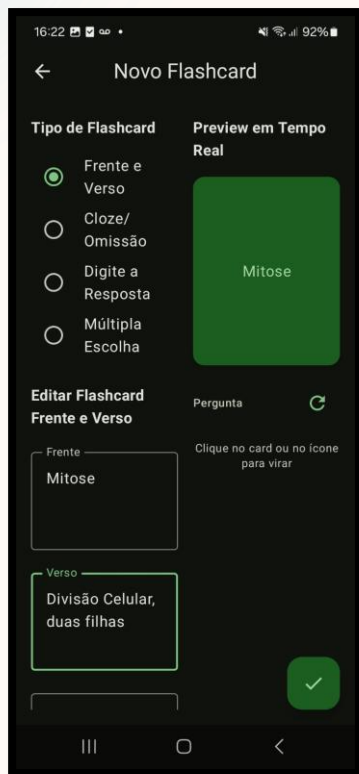 16:22 92%
Novo Flashcard
Tipo de Flashcard
Frente e
Verso
Cloze/
Omissão
Digite a
Resposta
Múltipla
Escolha
Preview em Tempo
Real
Mitose
Pergunta
Clique no card ou no ícone
para virar
Editar Flashcard
Frente e Verso
Frente
Mitose
Verso
Divisão Celular,
duas filhas